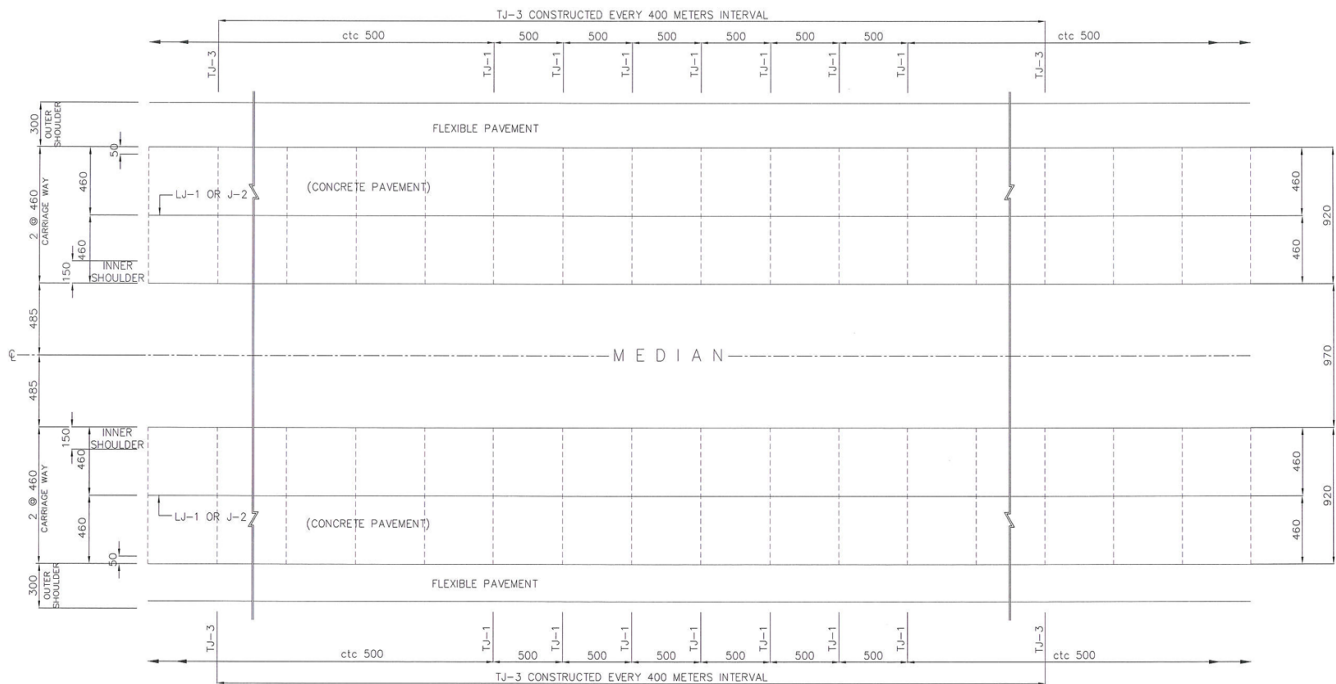 TJ-3 CONSTRUCTED EVERY 400 METERS INTERVAL
ctc 500
500
500
500
500
500
500
ctc 500
TJ-3
TJ-1
TJ-1
TJ-1
TJ-1
TJ-1
TJ-1
TJ-1
TJ-3
300
OUTER
SHOULDER
FLEXIBLE PAVEMENT
50
2 @ 460
CARRIAGE WAY
460
LJ-1 OR J-2
(CONCRETE PAVEMENT)
460
920
460
150
INNER
SHOULDER
460
485
℄
MEDIAN
970
485
150
INNER
SHOULDER
460
2 @ 460
CARRIAGE WAY
460
920
LJ-1 OR J-2
(CONCRETE PAVEMENT)
460
50
460
300
OUTER
SHOULDER
FLEXIBLE PAVEMENT
TJ-3
TJ-1
TJ-1
TJ-1
TJ-1
TJ-1
TJ-1
TJ-1
TJ-3
ctc 500
500
500
500
500
500
500
ctc 500
TJ-3 CONSTRUCTED EVERY 400 METERS INTERVAL